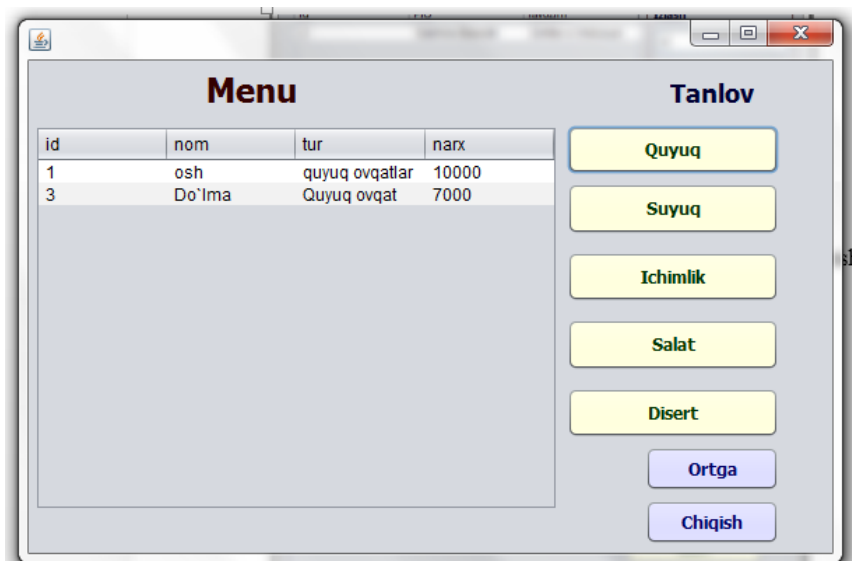 Menu
Tanlov
id nom tur narx
1 osh quyuq ovqatlar 10000
3 Do`lma Quyuq ovqat 7000
Quyuq
Suyuq
Ichimlik
Salat
Disert
Ortga
Chiqish